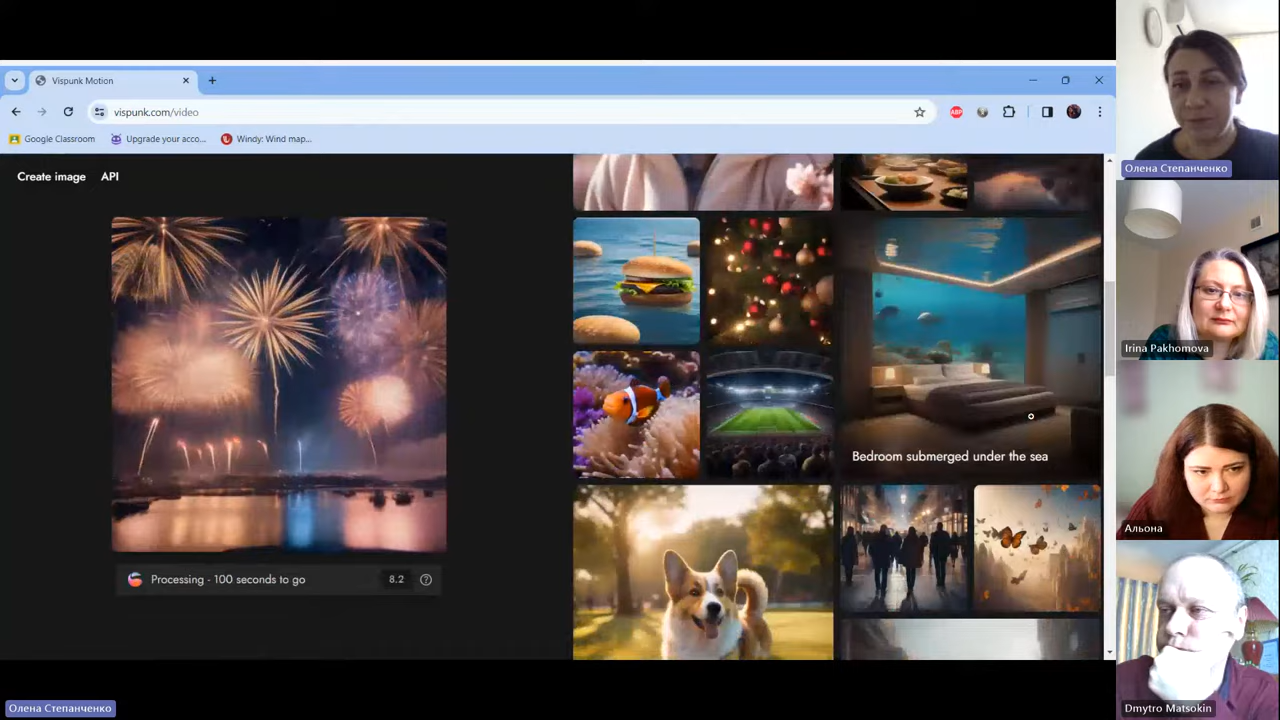 Vispunk Motion
vispunk.com/video
ABP
Google Classroom
Upgrade your acco...
Windy: Wind map...
Create image
API
Bedroom submerged under the sea
Processing - 100 seconds to go
8.2
Олена Степанченко
Irina Pakhomova
Альона
Dmytro Matsokin
Олена Степанченко